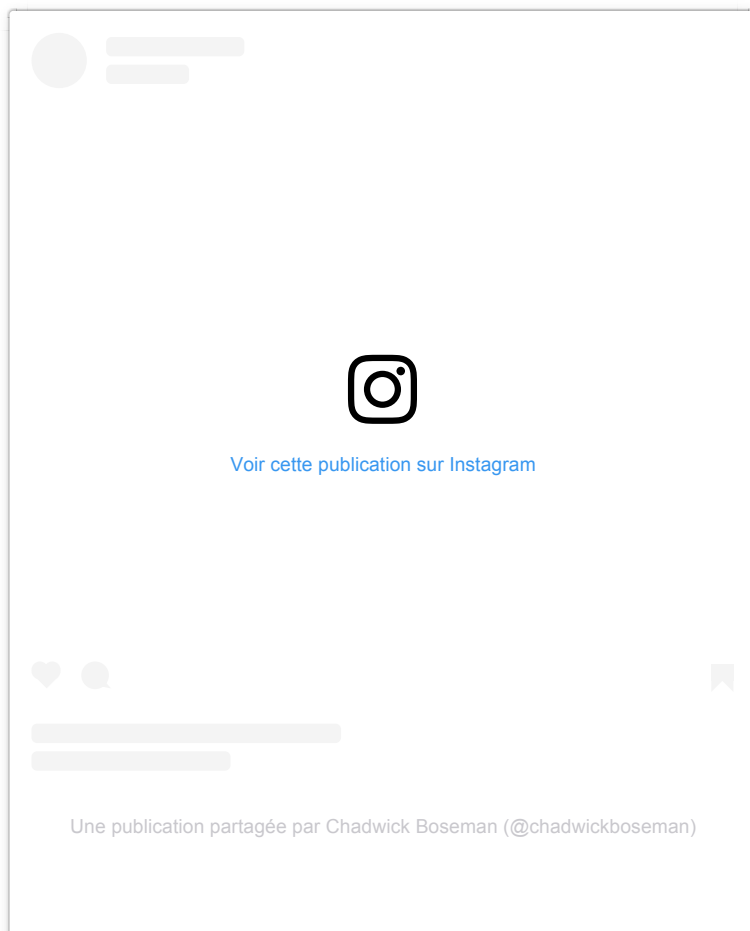 Voir cette publication sur Instagram
Une publication partagée par Chadwick Boseman (@chadwickboseman)